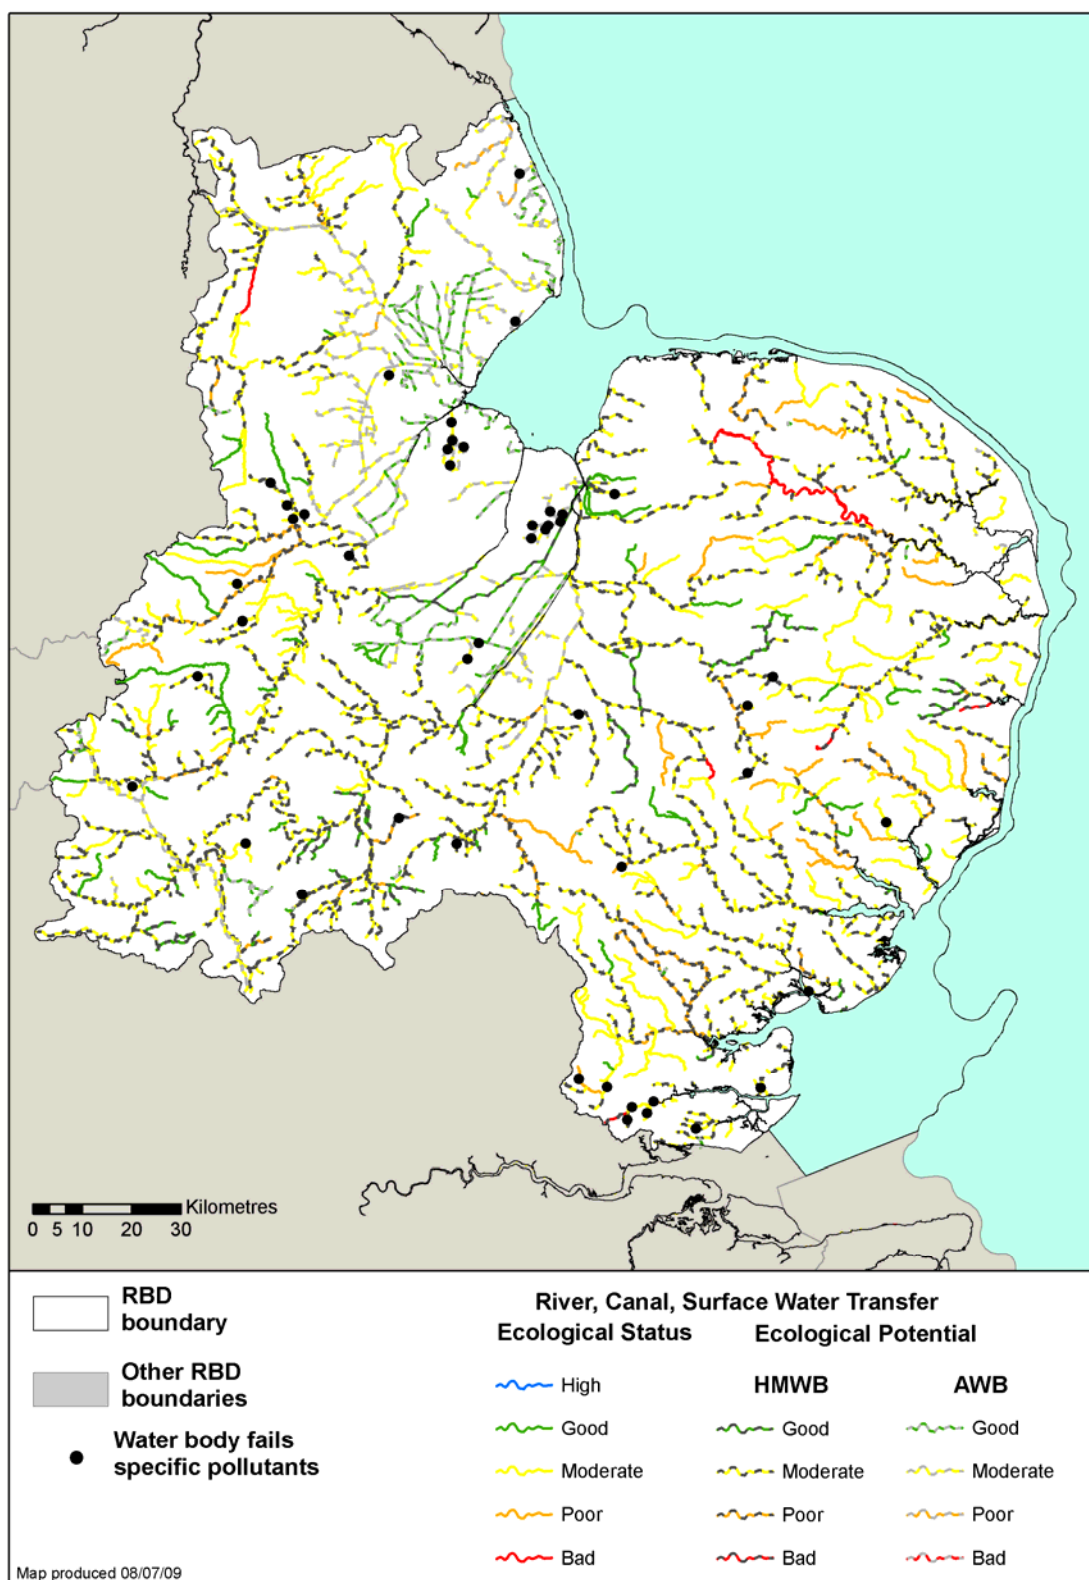 Kilometres
0 5 10 20 30
RBD
boundary
Other RBD
boundaries
Water body fails
specific pollutants
Map produced 08/07/09
River, Canal, Surface Water Transfer
Ecological Status Ecological Potential
HMWB AWB
High
Good Good Good
Moderate Moderate Moderate
Poor Poor Poor
Bad Bad Bad